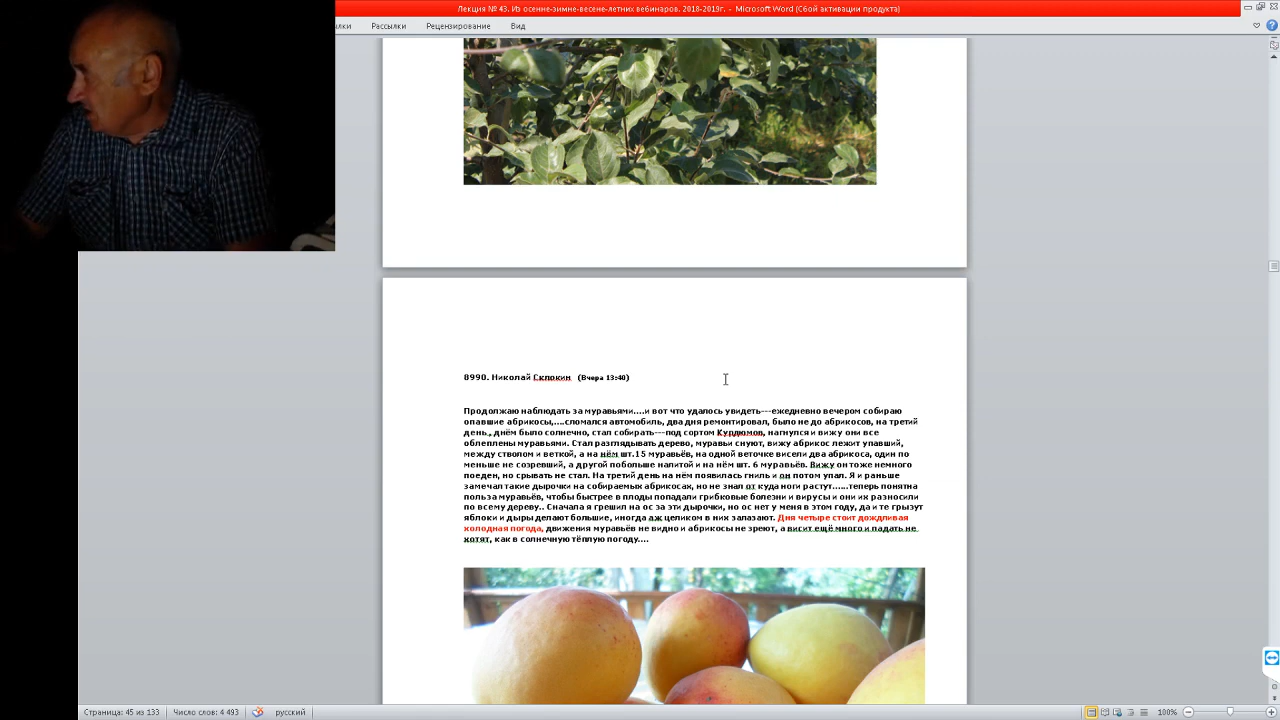 Лекция № 43. Из осенне-зимне-весене-летних вебинаров. 2018-2019г. - Microsoft Word (Сбой активации продукта)
Рассылки Рецензирование Вид
8990. Николай Склокин (Вчера 13:40)
Продолжаю наблюдать за муравьями....и вот что удалось увидеть---ежедневно вечером собираю
опавшие абрикосы,....сломался автомобиль, два дня ремонтировал, было не до абрикосов, на третий
день., днём было солнечно, стал собирать---под сортом Курдюмов, нагнулся и вижу они все
облеплены муравьями. Стал разглядывать дерево, муравьи снуют, вижу абрикос лежит упавший,
между стволом и веткой, а на нём шт.15 муравьёв, на одной веточке висели два абрикоса, один по
меньше не созревший, а другой побольше налитой и на нём шт. 6 муравьёв. Вижу он тоже немного
поеден, но срывать не стал. На третий день на нём появилась гниль и он потом упал. Я и раньше
замечал такие дырочки на собираемых абрикосах, но не знал от куда ноги растут......теперь понятна
польза муравьёв, чтобы быстрее в плоды попадали грибковые болезни и вирусы и они их разносили
по всему дереву.. Сначала я грешил на ос за эти дырочки, но ос нет у меня в этом году, да и те грызут
яблоки и дыры делают большие, иногда аж целиком в них залазают. Дня четыре стоит дождливая
холодная погода, движения муравьёв не видно и абрикосы не зреют, а висит ещё много и падать не
хотят, как в солнечную тёплую погоду....
Страница: 45 из 133 Число слов: 4 493 русский 100%